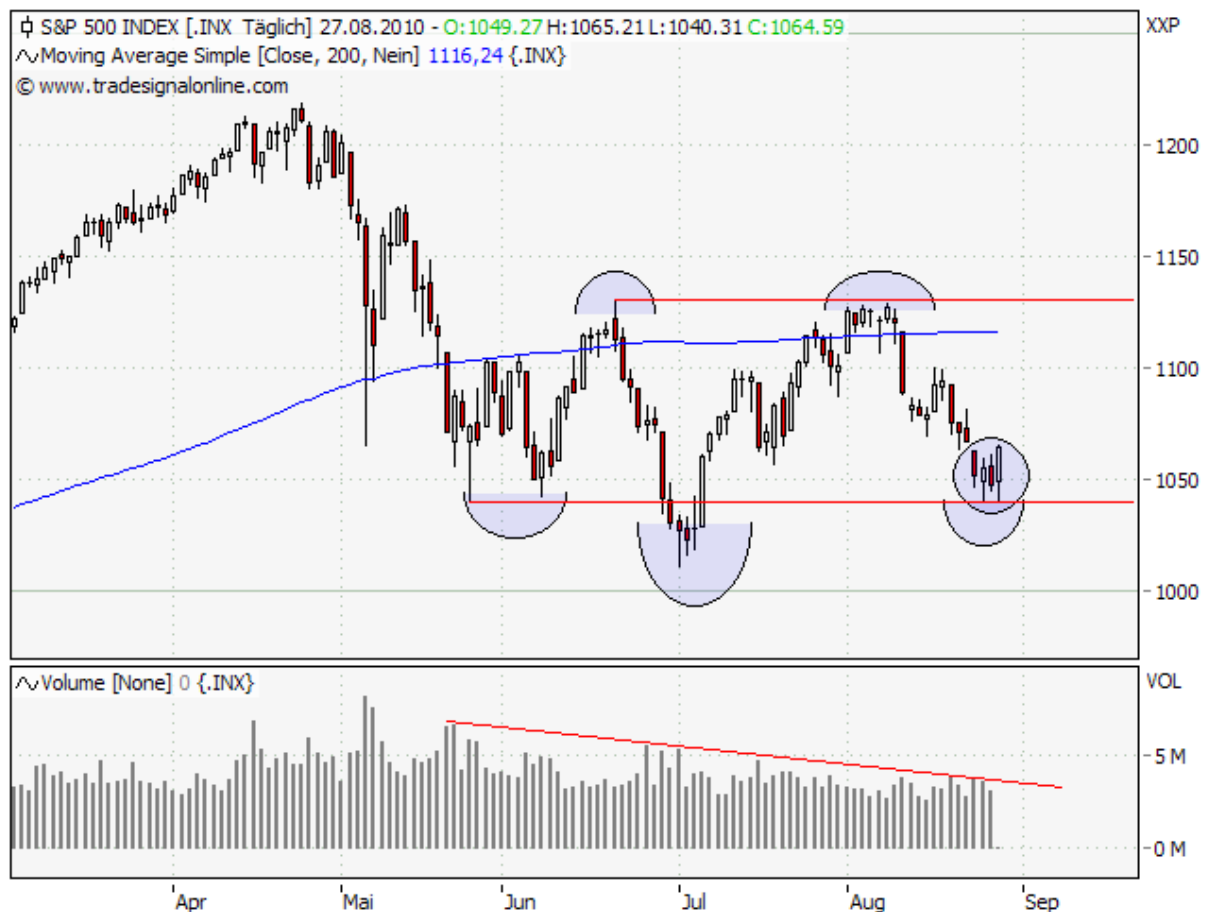 S&P 500 INDEX [.INX Täglich] 27.08.2010 - O:1049.27 H:1065.21 L:1040.31 C:1064.59
XXP
Moving Average Simple [Close, 200, Nein] 1116,24 {.INX}
© www.tradesignalonline.com
1200
1150
1100
1050
1000
Volume [None] 0 {.INX}
VOL
5 M
0 M
Apr Mai Jun Jul Aug Sep